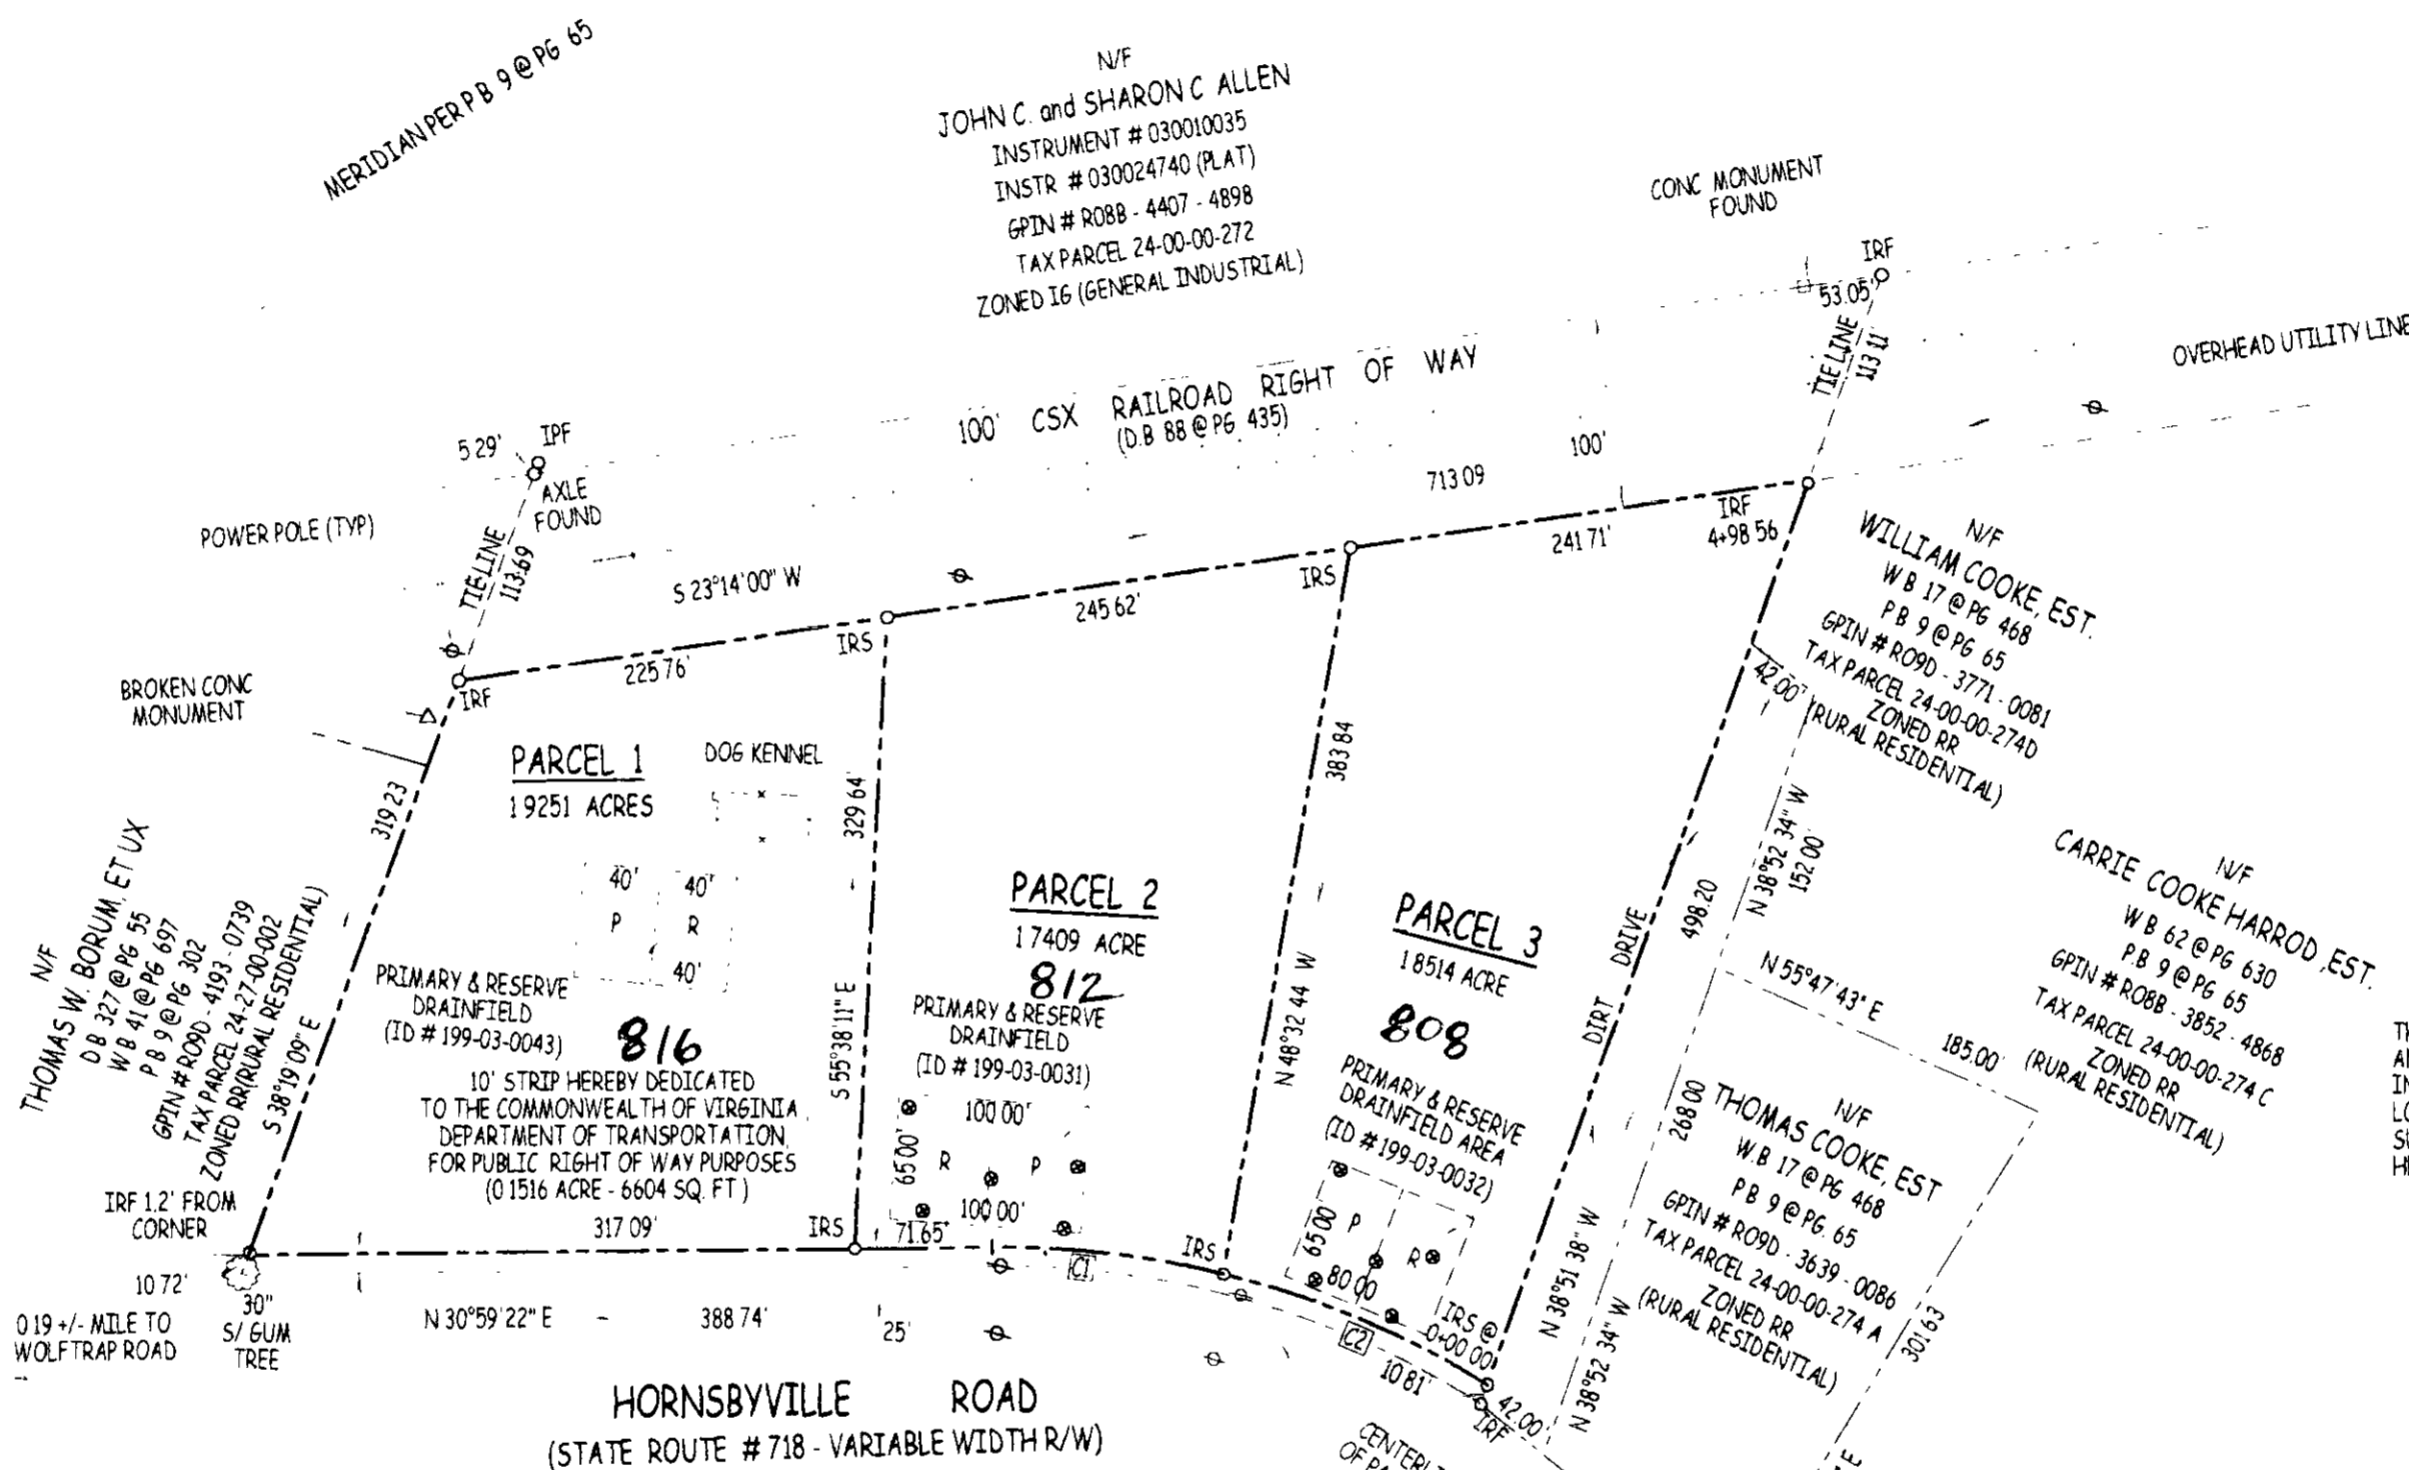 MERIDIAN PER P B 9 @ PG 65
N/F
JOHN C. and SHARON C ALLEN
INSTRUMENT # 030010035
INSTR # 030024740 (PLAT)
GPIN # R08B - 4407 - 4898
TAX PARCEL 24-00-00-272
ZONED IG (GENERAL INDUSTRIAL)
CONC MONUMENT
FOUND
IRF
53.05'
TIE LINE
113 11
OVERHEAD UTILITY LINE
100' CSX RAILROAD RIGHT OF WAY
(D.B 88 @ PG 435)
100'
713 09
5 29'
IPF
AXLE
FOUND
POWER POLE (TYP)
TIE LINE
113.69
S 23°14'00" W
IRS
245 62'
IRS
241 71'
IRF
4+98 56
225 76'
IRF
BROKEN CONC
MONUMENT
N/F
WILLIAM COOKE, EST.
W B 17 @ PG 468
P B 9 @ PG 65
GPIN # R09D - 3771 - 0081
TAX PARCEL 24-00-00-274D
ZONED RR
(RURAL RESIDENTIAL)
42.00'
PARCEL 1
1 9251 ACRES
DOG KENNEL
329 64'
383 84
319 23
40'
40'
P
R
40'
PRIMARY & RESERVE
DRAINFIELD
(ID # 199-03-0043)
816
10' STRIP HEREBY DEDICATED
TO THE COMMONWEALTH OF VIRGINIA
DEPARTMENT OF TRANSPORTATION
FOR PUBLIC RIGHT OF WAY PURPOSES
(0 1516 ACRE - 6604 SQ. FT )
S 55°38'11" E
PARCEL 2
1 7409 ACRE
812
PRIMARY & RESERVE
DRAINFIELD
(ID # 199-03-0031)
100 00'
65 00'
R
P
100 00'
N 48°32 44 W
PARCEL 3
1 8514 ACRE
808
PRIMARY & RESERVE
DRAINFIELD AREA
(ID # 199-03-0032)
65 00
P
R
80 00
DIRT DRIVE
498.20
N 38°52 34" W
152 00'
N 55°47'43" E
185.00'
N/F
CARRIE COOKE HARROD ,EST.
W B 62 @ PG 630
P.B 9 @ PG 65
GPIN # R08B - 3852 - 4868
TAX PARCEL 24-00-00-274 C
ZONED RR
(RURAL RESIDENTIAL)
268 00
N/F
THOMAS COOKE, EST
W.B 17 @ PG 468
P B 9 @ PG. 65
GPIN # R09D - 3639 - 0086
TAX PARCEL 24-00-00-274 A
ZONED RR
(RURAL RESIDENTIAL)
301 63
N 38°51 38" W
N 38°52 34" W
N/F
THOMAS W. BORUM, ET UX
D B 327 @ PG 55
W B 41 @ PG 697
P B 9 @ PG 302
GPIN # R09D - 4193 - 0739
TAX PARCEL 24-27-00-002
ZONED RR(RURAL RESIDENTIAL)
S 38°19'09" E
IRF 1.2' FROM
CORNER
317 09'
IRS
71.65'
C1
IRS
C2
IRS @
0+00 00
10 72'
30"
S/ GUM
TREE
0 19 +/- MILE TO
WOLFTRAP ROAD
N 30°59'22" E - 388 74'
25'
10 81'
42.00'
IRF
HORNSBYVILLE ROAD
(STATE ROUTE # 718 - VARIABLE WIDTH R/W)